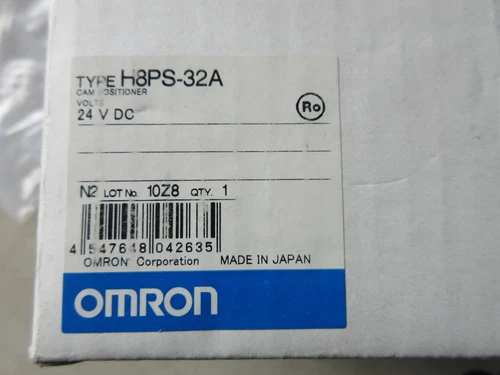 TYPE H8PS-32A
CAM POSITIONER
VOLTS
24 V DC
Ro
N2 LOT No. 10Z8 QTY. 1
4 547648 042635
OMRON Corporation MADE IN JAPAN
OMRON